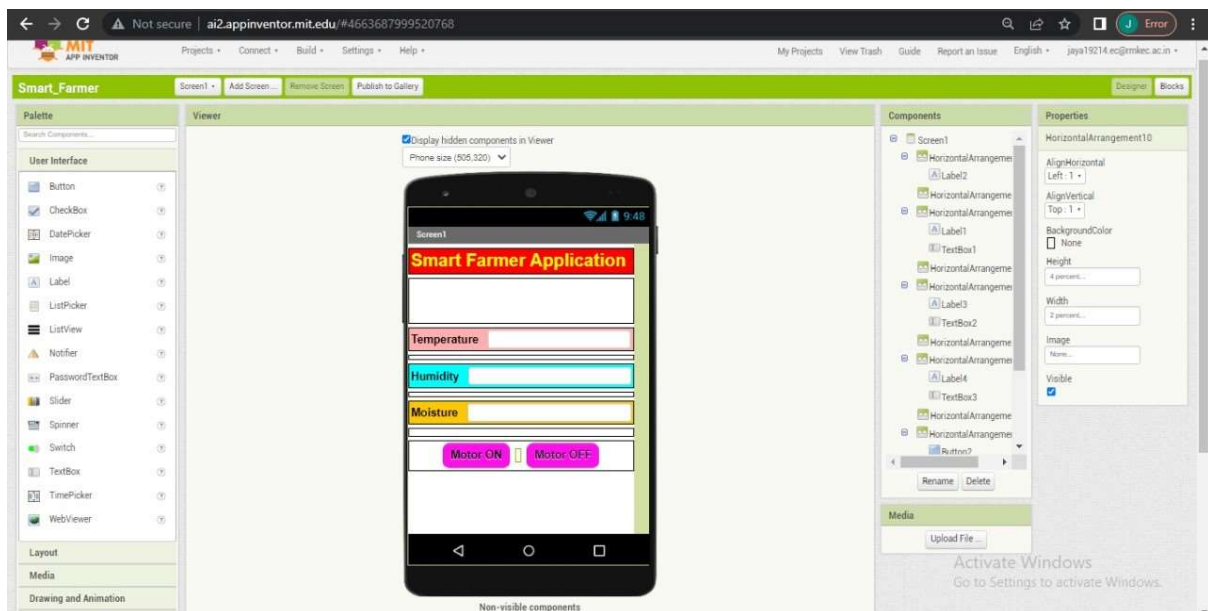 Not secure | ai2.appinventor.mit.edu/#4663687999520768 J Error
MIT
APP INVENTOR
Projects Connect Build Settings Help My Projects View Trash Guide Report an Issue English jaya19214.ec@rmkec.ac.in
Smart_Farmer Screen1 Add Screen ... Remove Screen Publish to Gallery Designer Blocks
Palette
Search Components...
User Interface
Button
CheckBox
DatePicker
Image
Label
ListPicker
ListView
Notifier
PasswordTextBox
Slider
Spinner
Switch
TextBox
TimePicker
WebViewer
Layout
Media
Drawing and Animation
Viewer
Display hidden components in Viewer
Phone size (505,320)
9:48
Screen1
Smart Farmer Application
Temperature
Humidity
Moisture
Motor ON Motor OFF
Non-visible components
Components
Screen1
HorizontalArrangemen
Label2
HorizontalArrangeme
HorizontalArrangemen
Label1
TextBox1
HorizontalArrangeme
HorizontalArrangemen
Label3
TextBox2
HorizontalArrangeme
HorizontalArrangemen
Label4
TextBox3
HorizontalArrangeme
HorizontalArrangemen
Button2
Rename Delete
Media
Upload File ...
Properties
HorizontalArrangement10
AlignHorizontal
Left : 1
AlignVertical
Top : 1
BackgroundColor
None
Height
4 percent...
Width
2 percent...
Image
None...
Visible
Activate Windows
Go to Settings to activate Windows.